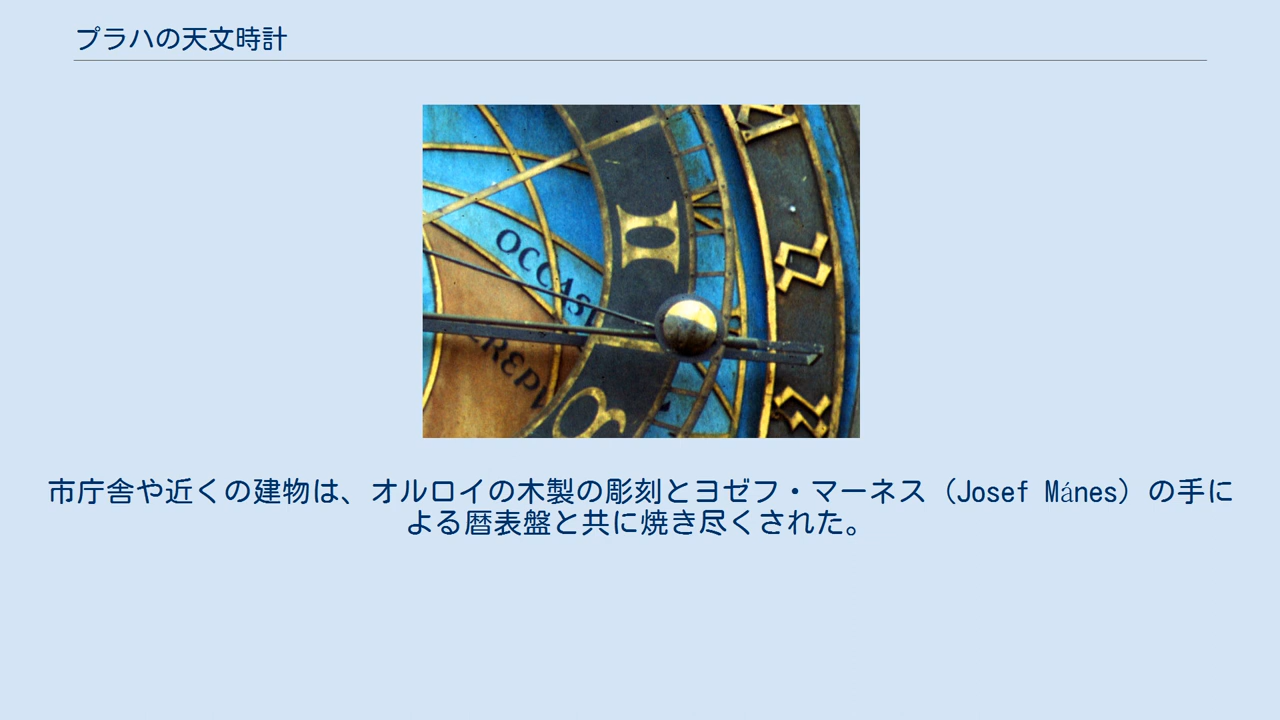 プラハの天文時計
OCCAS
CREPV
市庁舎や近くの建物は、オルロイの木製の彫刻とヨゼフ・マーネス（Josef Mánes）の手に
よる暦表盤と共に焼き尽くされた。